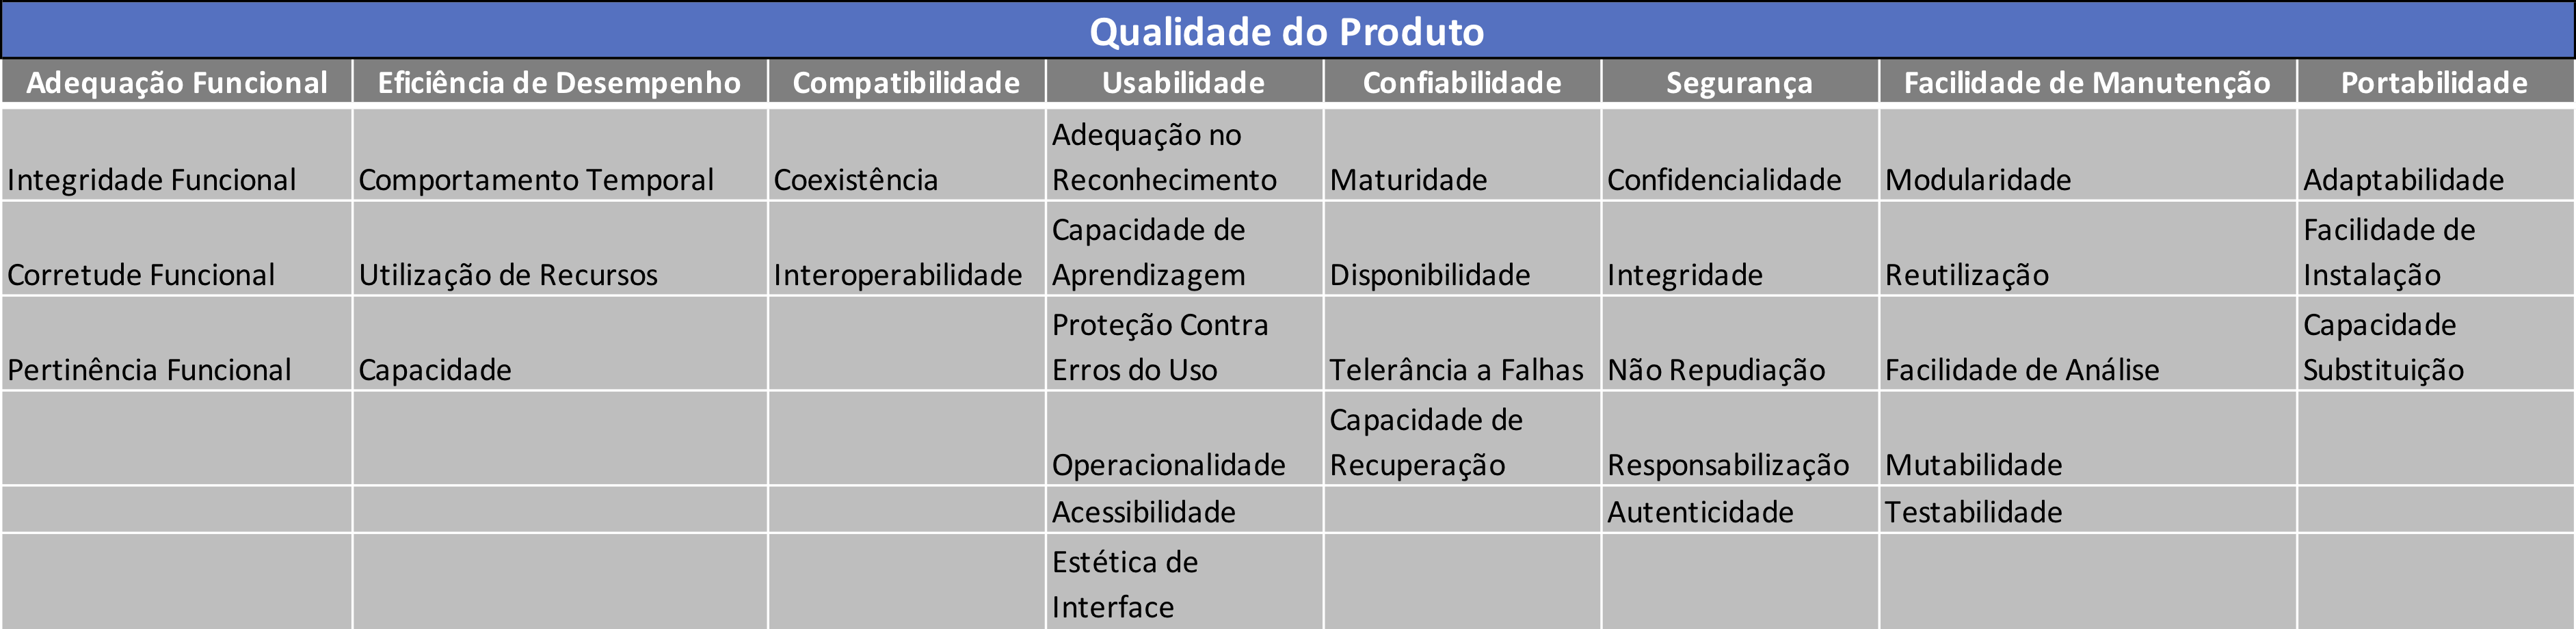 Qualidade do Produto
Adequação Funcional Eficiência de Desempenho Compatibilidade Usabilidade Confiabilidade Segurança Facilidade de Manutenção Portabilidade
Adequação no
Integridade Funcional Comportamento Temporal Coexistência Reconhecimento Maturidade Confidencialidade Modularidade Adaptabilidade
Capacidade de Facilidade de
Corretude Funcional Utilização de Recursos Interoperabilidade Aprendizagem Disponibilidade Integridade Reutilização Instalação
Proteção Contra Capacidade
Pertinência Funcional Capacidade Erros do Uso Telerância a Falhas Não Repudiação Facilidade de Análise Substituição
Capacidade de
Operacionalidade Recuperação Responsabilização Mutabilidade
Acessibilidade Autenticidade Testabilidade
Estética de
Interface